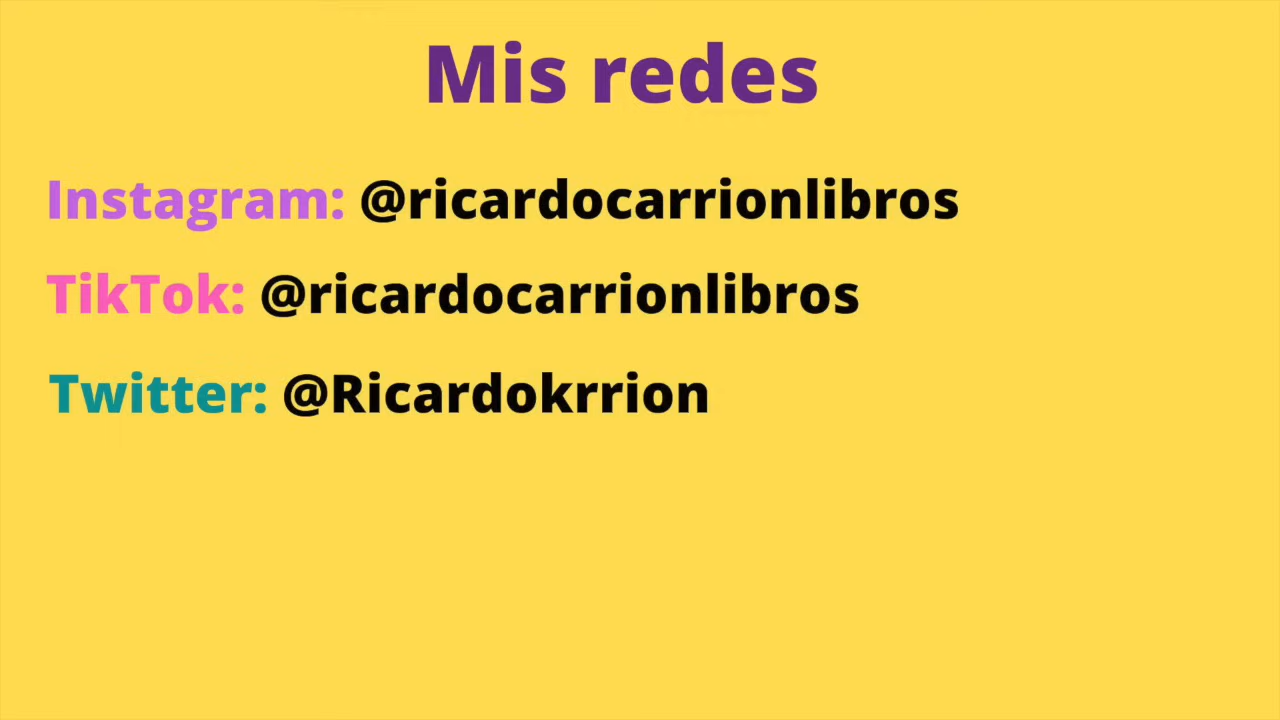 Mis redes
Instagram: @ricardocarrionlibros
TikTok: @ricardocarrionlibros
Twitter: @Ricardokrrion